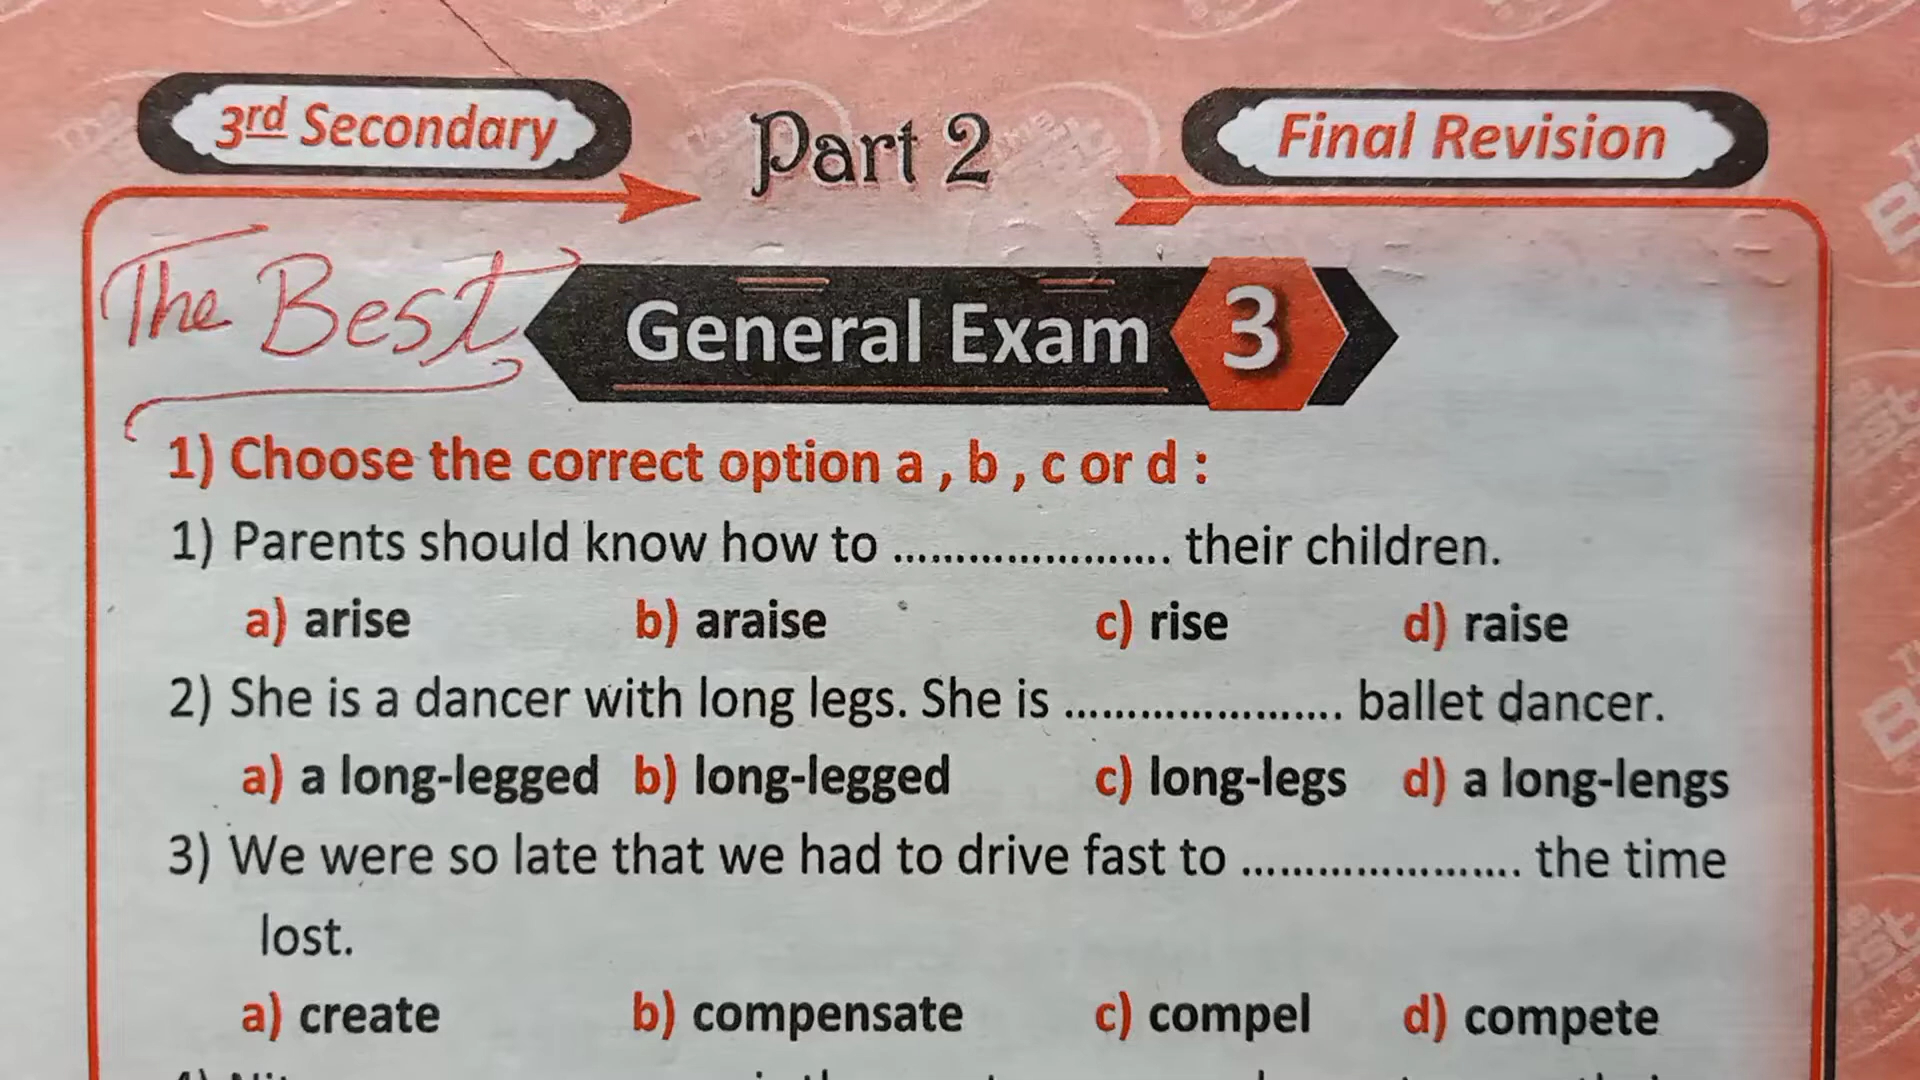 3rd Secondary
Part 2
Final Revision
The Best
General Exam 3
1) Choose the correct option a , b , c or d :
1) Parents should know how to ...................... their children.
a) arise b) araise c) rise d) raise
2) She is a dancer with long legs. She is ...................... ballet dancer.
a) a long-legged b) long-legged c) long-legs d) a long-lengs
3) We were so late that we had to drive fast to ...................... the time
lost.
a) create b) compensate c) compel d) compete